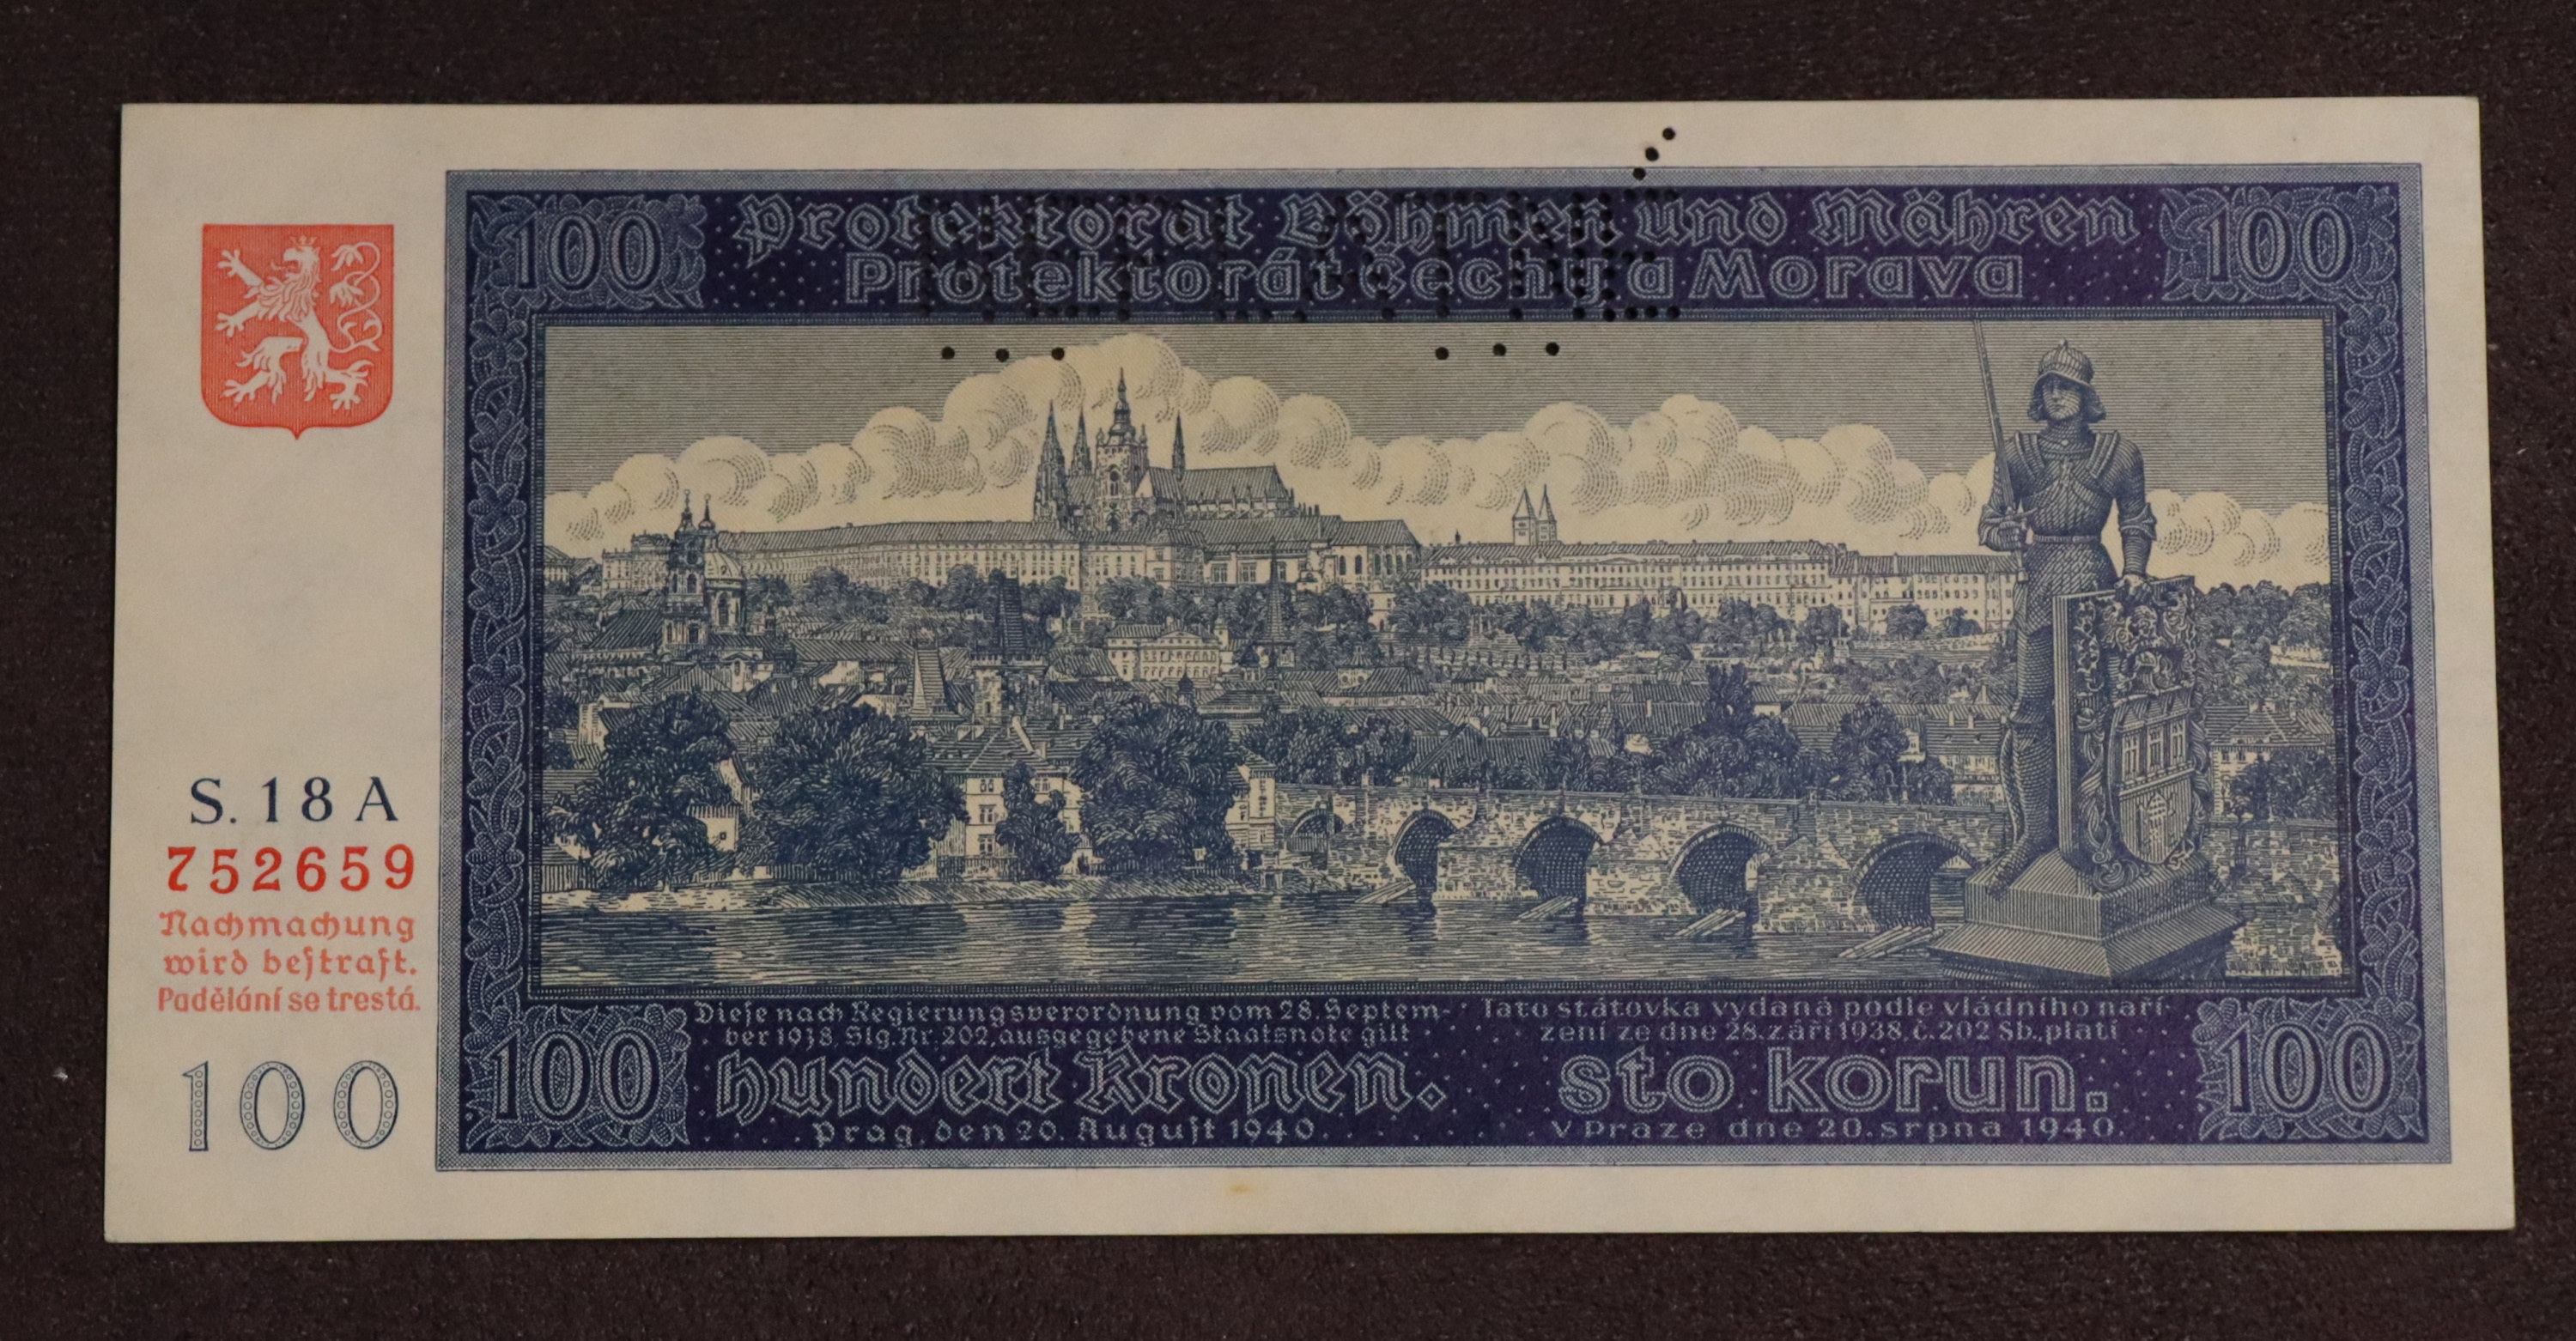 100 Protektorat Böhmen und Mähren 100
Protektorát Čechy a Morava
S. 18 A
752659
Nachmachung
wird bestraft.
Padělání se trestá.
100
Diese nach Regierungsverordnung vom 28. Septem-
ber 1938, Slg. Nr. 202, ausgegebene Staatsnote gilt
hundert Kronen.
Prag, den 20. August 1940.
Tato státovka vydaná podle vládního naří-
zení ze dne 28. září 1938, č. 202 Sb., platí
sto korun.
V Praze dne 20. srpna 1940.
100
100